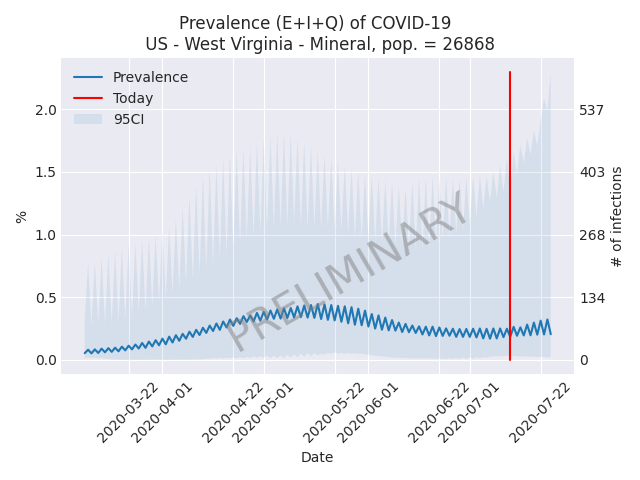 Prevalence (E+I+Q) of COVID-19
US - West Virginia - Mineral, pop. = 26868
Prevalence
Today
95CI
2.0
1.5
1.0
0.5
0.0
%
537
403
268
134
0
# of infections
PRELIMINARY
2020-03-22
2020-04-01
2020-04-22
2020-05-01
2020-05-22
2020-06-01
2020-06-22
2020-07-01
2020-07-22
Date